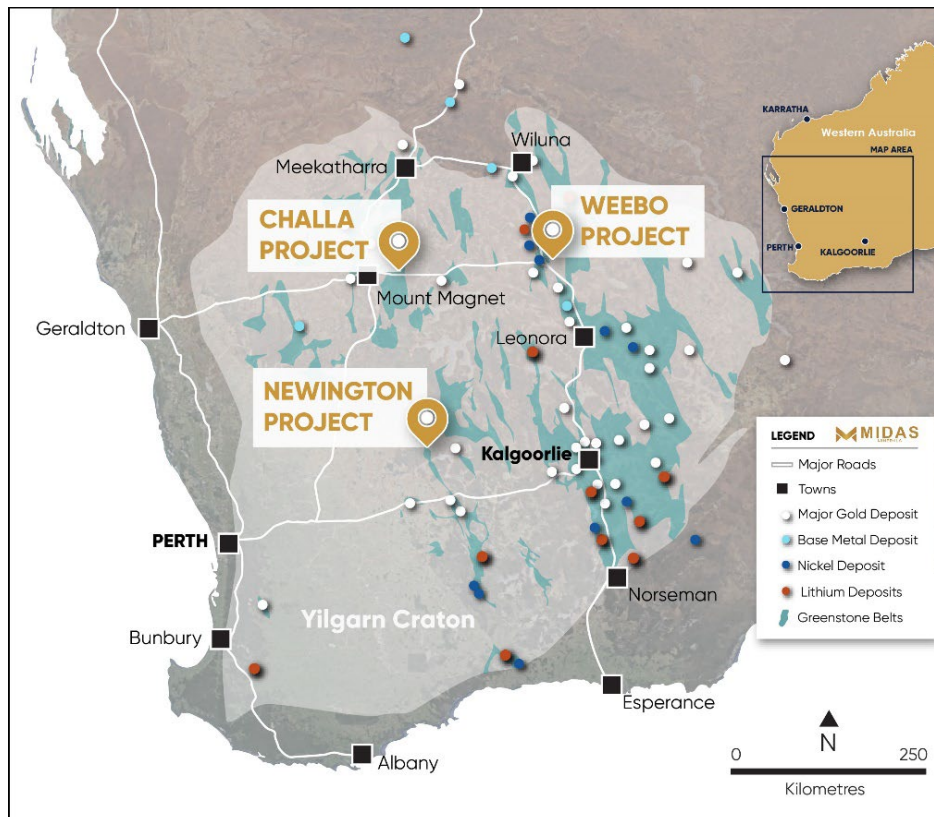 KARRATHA
Western Australia
MAP AREA
GERALDTON
PERTH
KALGOORLIE
Wiluna
Meekatharra
CHALLA
PROJECT
WEEBO
PROJECT
Mount Magnet
Geraldton
Leonora
NEWINGTON
PROJECT
Kalgoorlie
PERTH
Norseman
Yilgarn Craton
Bunbury
Esperance
Albany
LEGEND
MIDAS
MINERALS
Major Roads
Towns
Major Gold Deposit
Base Metal Deposit
Nickel Deposit
Lithium Deposits
Greenstone Belts
N
0 250
Kilometres